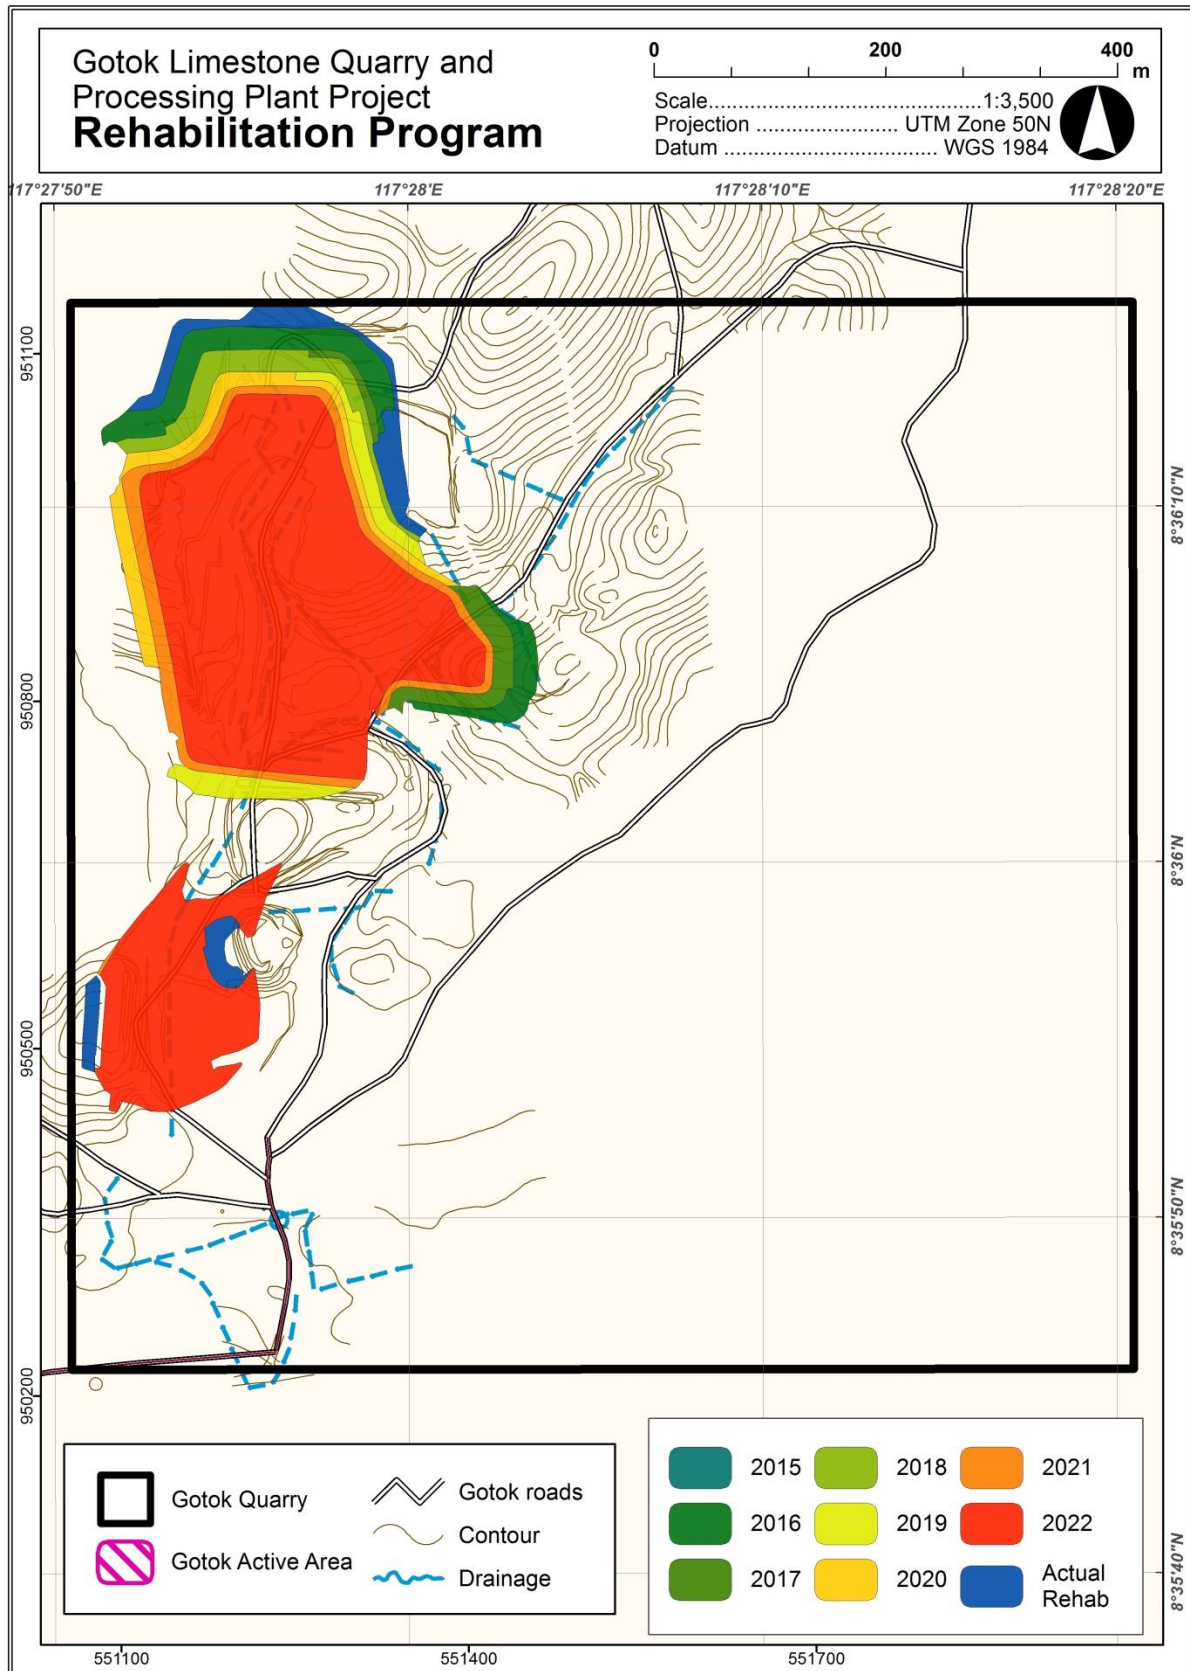 Gotok Limestone Quarry and
Processing Plant Project
Rehabilitation Program
0 200 400
m
Scale..........................................1:3,500
Projection ...................... UTM Zone 50N
Datum .................................. WGS 1984
117°27'50"E 117°28'E 117°28'10"E 117°28'20"E
951100
8°36'10"N
950800
8°36'N
950500
8°35'50"N
950200
8°35'40"N
Gotok Quarry
Gotok Active Area
Gotok roads
Contour
Drainage
2015 2018 2021
2016 2019 2022
2017 2020 Actual
Rehab
551100 551400 551700